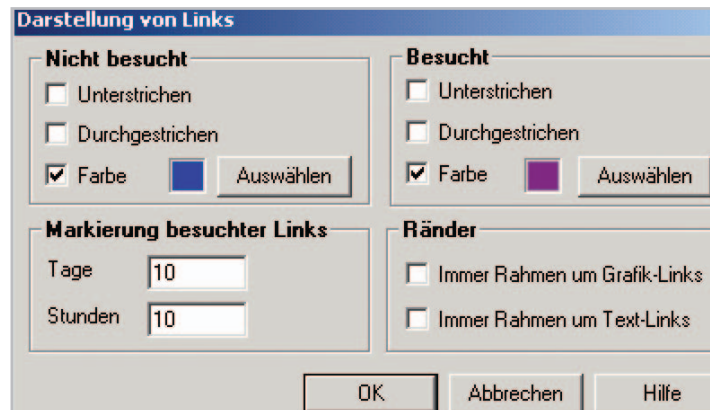 Darstellung von Links
Nicht besucht
Unterstrichen
Durchgestrichen
Farbe
Auswählen
Besucht
Unterstrichen
Durchgestrichen
Farbe
Auswählen
Markierung besuchter Links
Tage 10
Stunden 10
Ränder
Immer Rahmen um Grafik-Links
Immer Rahmen um Text-Links
OK Abbrechen Hilfe